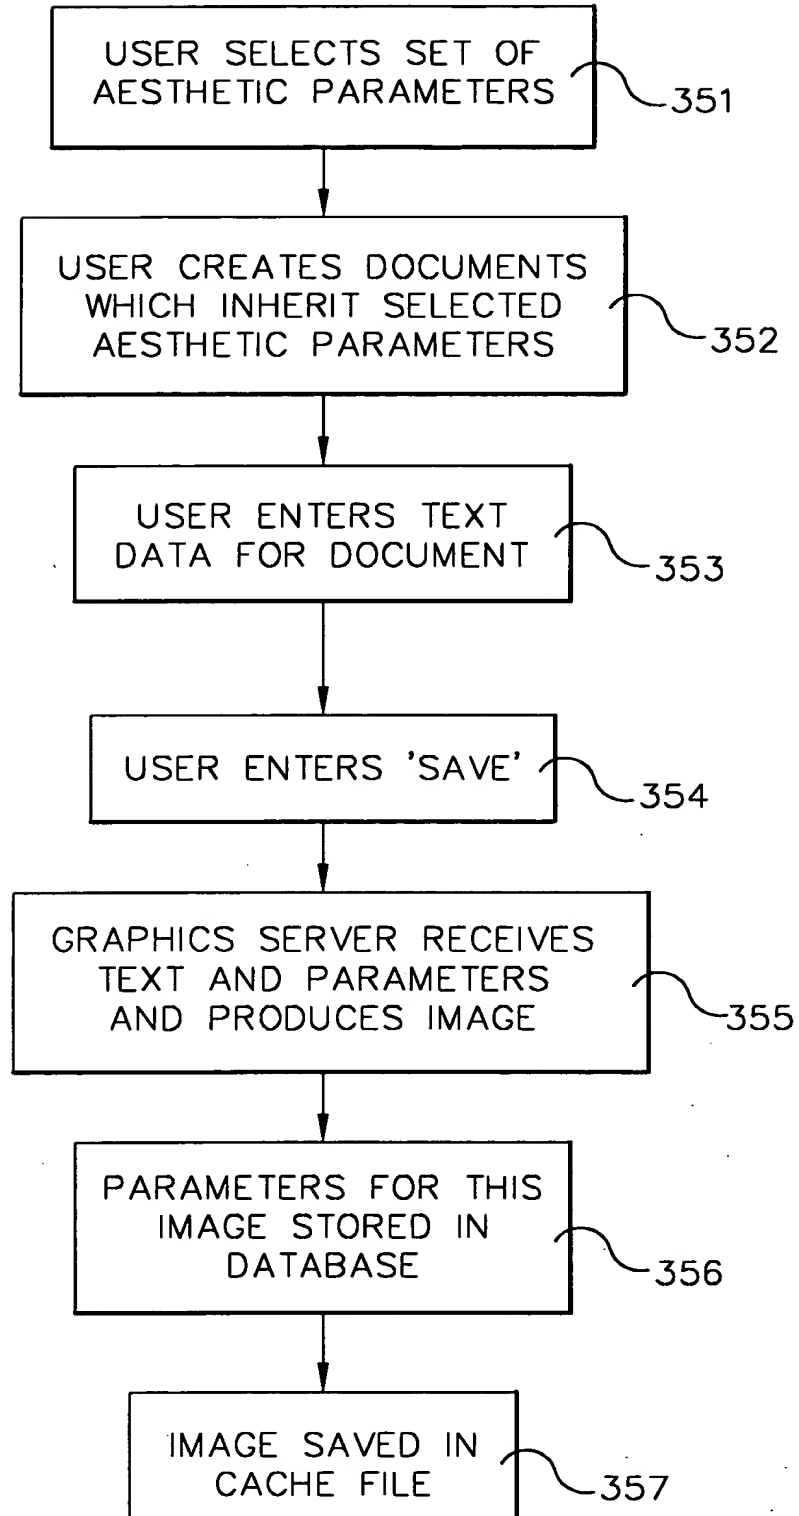 USER SELECTS SET OF
AESTHETIC PARAMETERS
351
USER CREATES DOCUMENTS
WHICH INHERIT SELECTED
AESTHETIC PARAMETERS
352
USER ENTERS TEXT
DATA FOR DOCUMENT
353
USER ENTERS 'SAVE'
354
GRAPHICS SERVER RECEIVES
TEXT AND PARAMETERS
AND PRODUCES IMAGE
355
PARAMETERS FOR THIS
IMAGE STORED IN
DATABASE
356
IMAGE SAVED IN
CACHE FILE
357